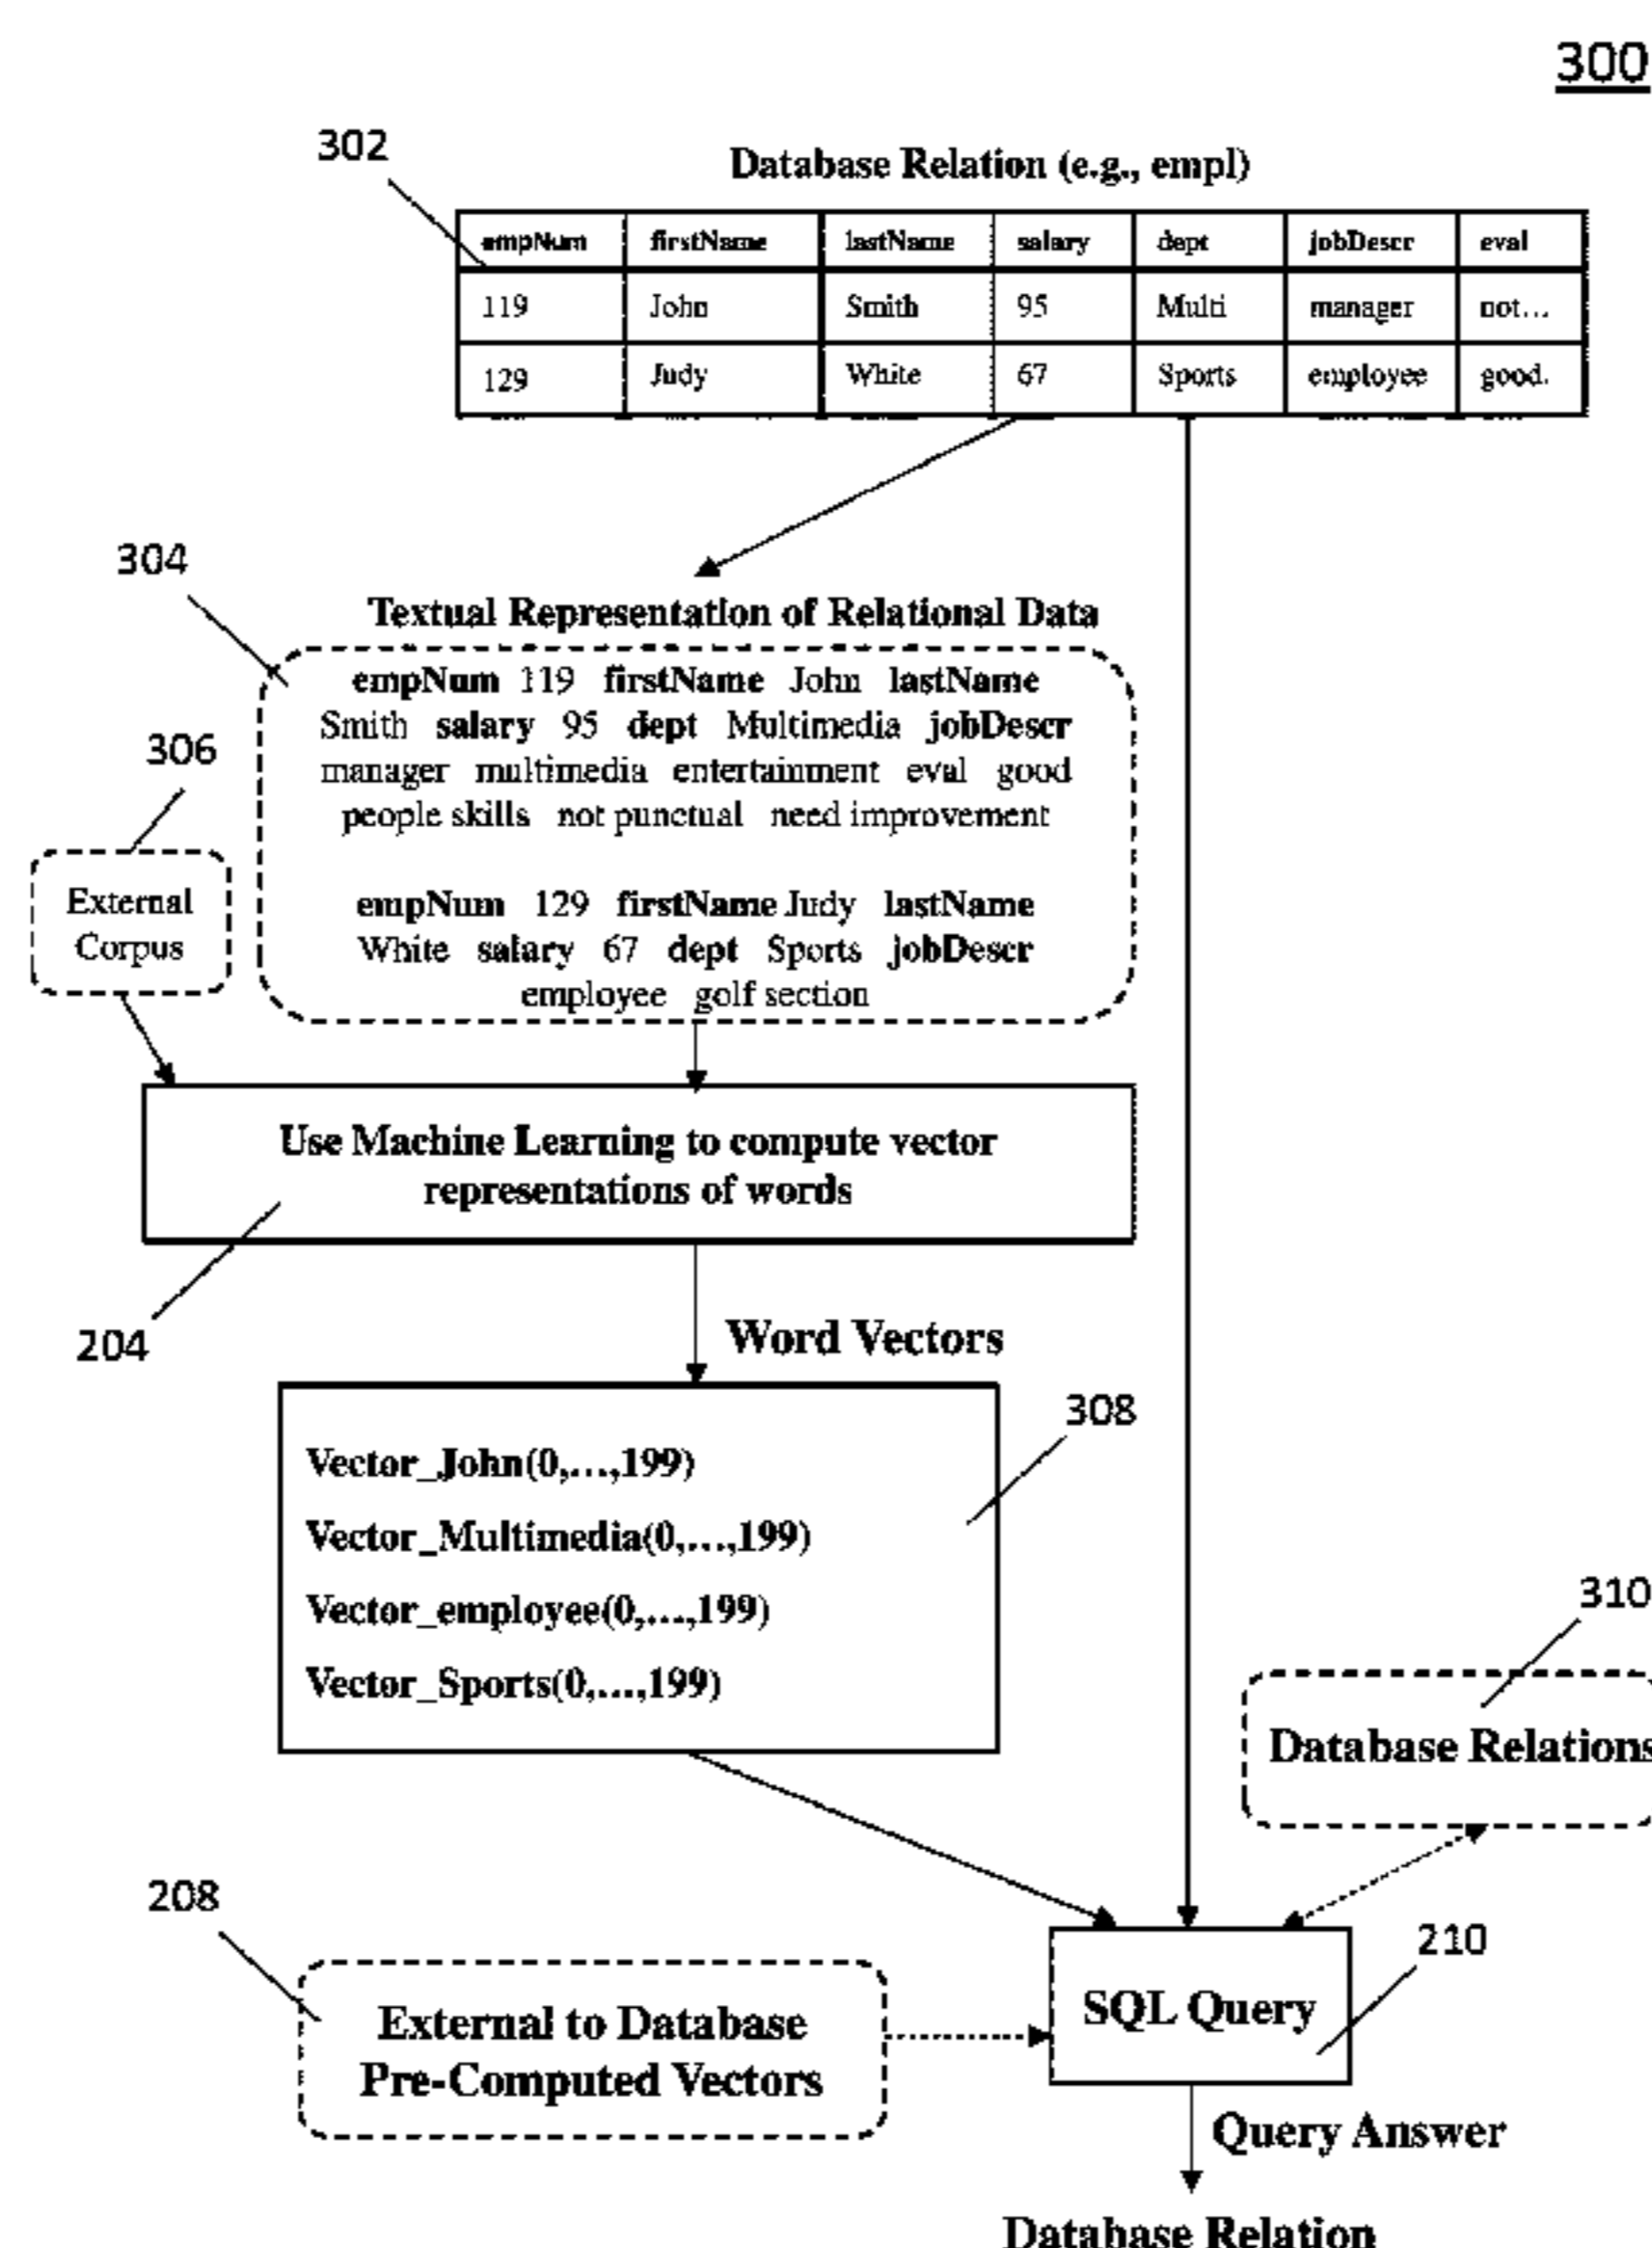 300
302
Database Relation (e.g., empl)
empNum firstName lastName salary dept jobDescr eval
119 John Smith 95 Multi manager not...
129 Judy White 67 Sports employee good.
304
Textual Representation of Relational Data
empNum 119 firstName John lastName
Smith salary 95 dept Multimedia jobDescr
manager multimedia entertainment eval good
people skills not punctual need improvement
empNum 129 firstName Judy lastName
White salary 67 dept Sports jobDescr
employee golf section
306
External
Corpus
Use Machine Learning to compute vector
representations of words
204
Word Vectors
308
Vector_John(0,...,199)
Vector_Multimedia(0,...,199)
Vector_employee(0,...,199)
Vector_Sports(0,...,199)
310
Database Relations
208
External to Database
Pre-Computed Vectors
210
SQL Query
Query Answer
Database Relation